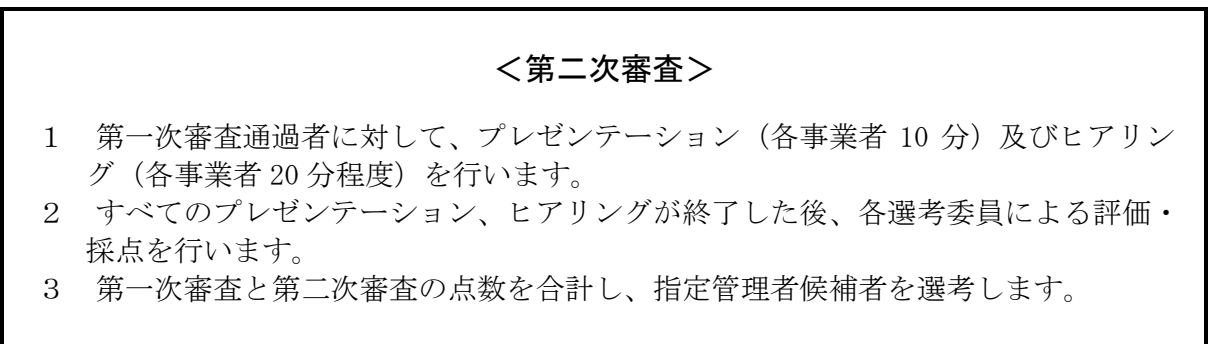 ＜第二次審査＞
１　第一次審査通過者に対して、プレゼンテーション（各事業者 10 分）及びヒアリン
グ（各事業者 20 分程度）を行います。
２　すべてのプレゼンテーション、ヒアリングが終了した後、各選考委員による評価・
採点を行います。
３　第一次審査と第二次審査の点数を合計し、指定管理者候補者を選考します。